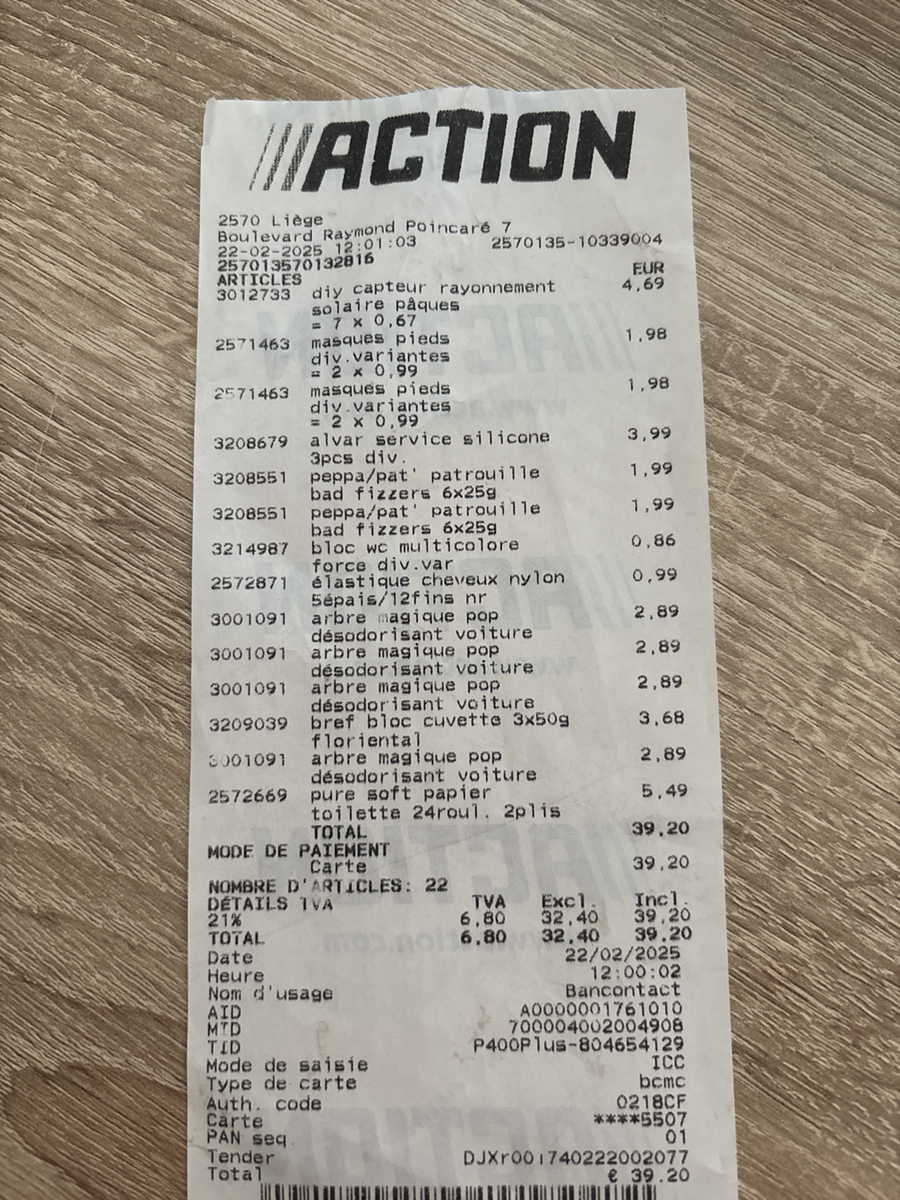 ACTION
2570 Liège
Boulevard Raymond Poincaré 7
22-02-2025 12:01:03 2570135-10339004
257013570132816
ARTICLES EUR
3012733 diy capteur rayonnement 4,69
solaire pâques
= 7 x 0,67
2571463 masques pieds 1,98
div.variantes
= 2 x 0,99
2571463 masques pieds 1,98
div.variantes
= 2 x 0,99
3208679 alvar service silicone 3,99
3pcs div.
3208551 peppa/pat' patrouille 1,99
bad fizzers 6x25g
3208551 peppa/pat' patrouille 1,99
bad fizzers 6x25g
3214987 bloc wc multicolore 0,86
force div.var
2572871 élastique cheveux nylon 0,99
5épais/12fins nr
3001091 arbre magique pop 2,89
désodorisant voiture
3001091 arbre magique pop 2,89
désodorisant voiture
3001091 arbre magique pop 2,89
désodorisant voiture
3209039 bref bloc cuvette 3x50g 3,68
floriental
3001091 arbre magique pop 2,89
désodorisant voiture
2572669 pure soft papier 5,49
toilette 24roul. 2plis
TOTAL 39,20
MODE DE PAIEMENT
Carte 39,20
NOMBRE D'ARTICLES: 22
DÉTAILS TVA TVA Excl. Incl.
21% 6,80 32,40 39,20
TOTAL 6,80 32,40 39,20
Date 22/02/2025
Heure 12:00:02
Nom d'usage Bancontact
AID A0000001761010
MID 700004002004908
TID P400Plus-804654129
Mode de saisie ICC
Type de carte bcmc
Auth. code 0218CF
Carte ****5507
PAN seq. 01
Tender DJXr001740222002077
Total € 39.20